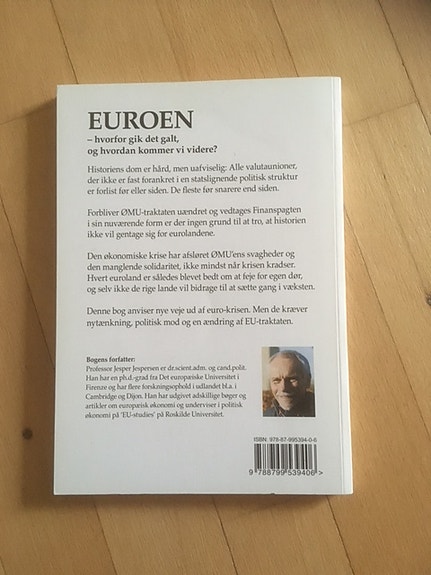 EUROEN
– hvorfor gik det galt,
og hvordan kommer vi videre?
Historiens dom er hård, men uafviselig: Alle valutaunioner,
der ikke er fast forankret i en statslignende politisk struktur
er forlist før eller siden. De fleste før snarere end siden.
Forbliver ØMU-traktaten uændret og vedtages Finanspagten
i sin nuværende form er der ingen grund til at tro, at historien
ikke vil gentage sig for eurolandene.
Den økonomiske krise har afsløret ØMU'ens svagheder og
den manglende solidaritet, ikke mindst når krisen kradser.
Hvert euroland er således blevet bedt om at feje for egen dør,
og selv ikke de rige lande vil bidrage til at sætte gang i væksten.
Denne bog anviser nye veje ud af euro-krisen. Men de kræver
nytænkning, politisk mod og en ændring af EU-traktaten.
Bogens forfatter:
Professor Jesper Jespersen er dr.scient.adm. og cand.polit.
Han har en ph.d.-grad fra Det europæiske Universitet i
Firenze og har flere forskningsophold i udlandet bl.a. i
Cambridge og Dijon. Han har udgivet adskillige bøger og
artikler om europæisk økonomi og underviser i politisk
økonomi på 'EU-studies' på Roskilde Universitet.
ISBN: 978-87-995394-0-6
9 788799 539406 >